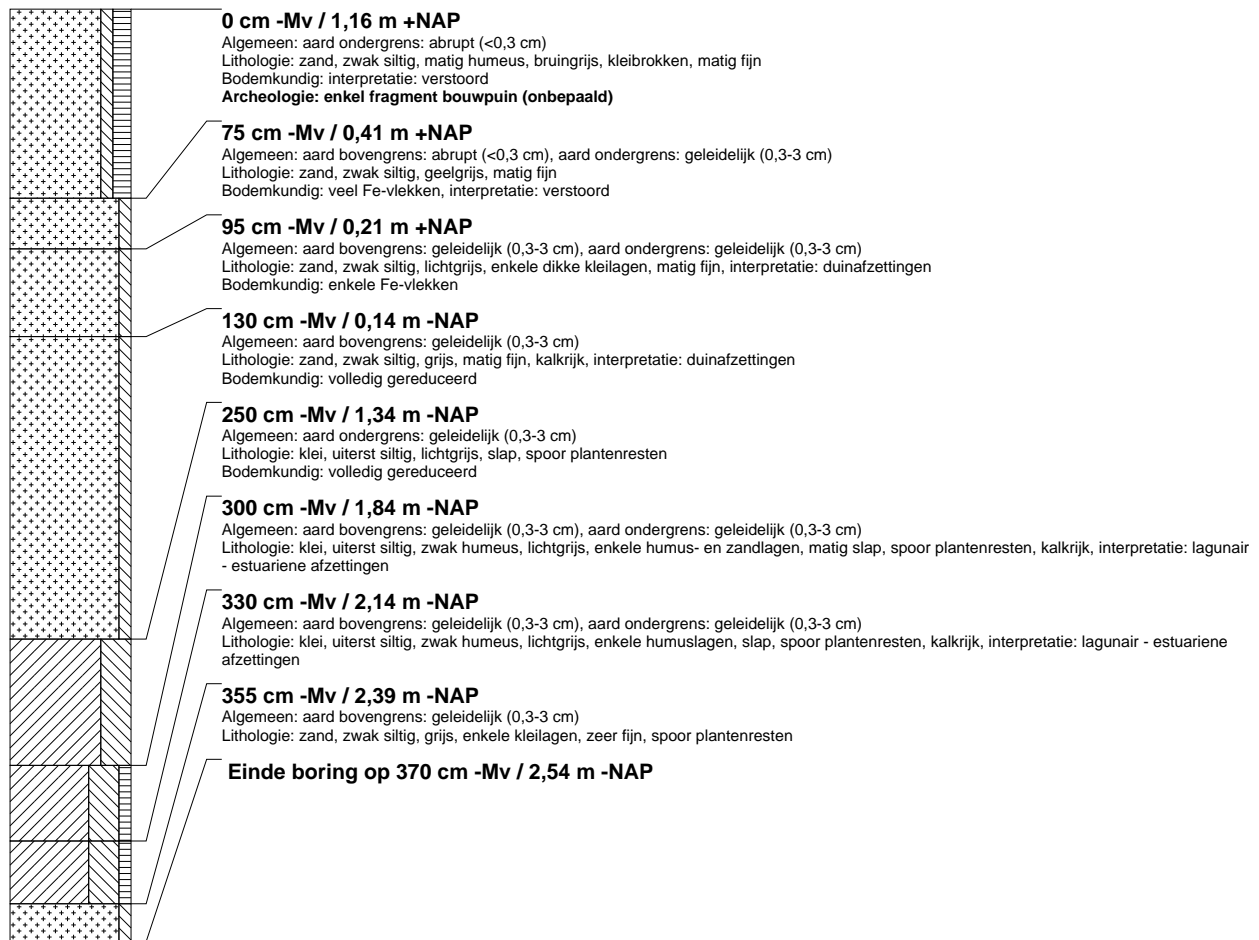 0 cm -Mv / 1,16 m +NAP
Algemeen: aard ondergrens: abrupt (<0,3 cm)
Lithologie: zand, zwak siltig, matig humeus, bruingrijs, kleibrokken, matig fijn
Bodemkundig: interpretatie: verstoord
Archeologie: enkel fragment bouwpuin (onbepaald)
75 cm -Mv / 0,41 m +NAP
Algemeen: aard bovengrens: abrupt (<0,3 cm), aard ondergrens: geleidelijk (0,3-3 cm)
Lithologie: zand, zwak siltig, geelgrijs, matig fijn
Bodemkundig: veel Fe-vlekken, interpretatie: verstoord
95 cm -Mv / 0,21 m +NAP
Algemeen: aard bovengrens: geleidelijk (0,3-3 cm), aard ondergrens: geleidelijk (0,3-3 cm)
Lithologie: zand, zwak siltig, lichtgrijs, enkele dikke kleilagen, matig fijn, interpretatie: duinafzettingen
Bodemkundig: enkele Fe-vlekken
130 cm -Mv / 0,14 m -NAP
Algemeen: aard bovengrens: geleidelijk (0,3-3 cm)
Lithologie: zand, zwak siltig, grijs, matig fijn, kalkrijk, interpretatie: duinafzettingen
Bodemkundig: volledig gereduceerd
250 cm -Mv / 1,34 m -NAP
Algemeen: aard ondergrens: geleidelijk (0,3-3 cm)
Lithologie: klei, uiterst siltig, lichtgrijs, slap, spoor plantenresten
Bodemkundig: volledig gereduceerd
300 cm -Mv / 1,84 m -NAP
Algemeen: aard bovengrens: geleidelijk (0,3-3 cm), aard ondergrens: geleidelijk (0,3-3 cm)
Lithologie: klei, uiterst siltig, zwak humeus, lichtgrijs, enkele humus- en zandlagen, matig slap, spoor plantenresten, kalkrijk, interpretatie: lagunair
- estuariene afzettingen
330 cm -Mv / 2,14 m -NAP
Algemeen: aard bovengrens: geleidelijk (0,3-3 cm), aard ondergrens: geleidelijk (0,3-3 cm)
Lithologie: klei, uiterst siltig, zwak humeus, lichtgrijs, enkele humuslagen, slap, spoor plantenresten, kalkrijk, interpretatie: lagunair - estuariene
afzettingen
355 cm -Mv / 2,39 m -NAP
Algemeen: aard bovengrens: geleidelijk (0,3-3 cm)
Lithologie: zand, zwak siltig, grijs, enkele kleilagen, zeer fijn, spoor plantenresten
Einde boring op 370 cm -Mv / 2,54 m -NAP